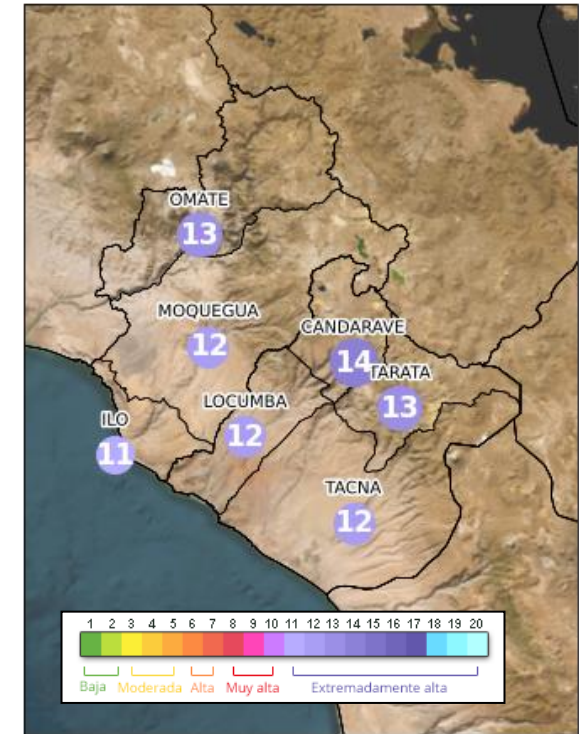 OMATE
13
MOQUEGUA
12
CANDARAVE
14
TARATA
13
LOCUMBA
12
ILO
11
TACNA
12
1 2 3 4 5 6 7 8 9 10 11 12 13 14 15 16 17 18 19 20
Baja Moderada Alta Muy alta Extremadamente alta